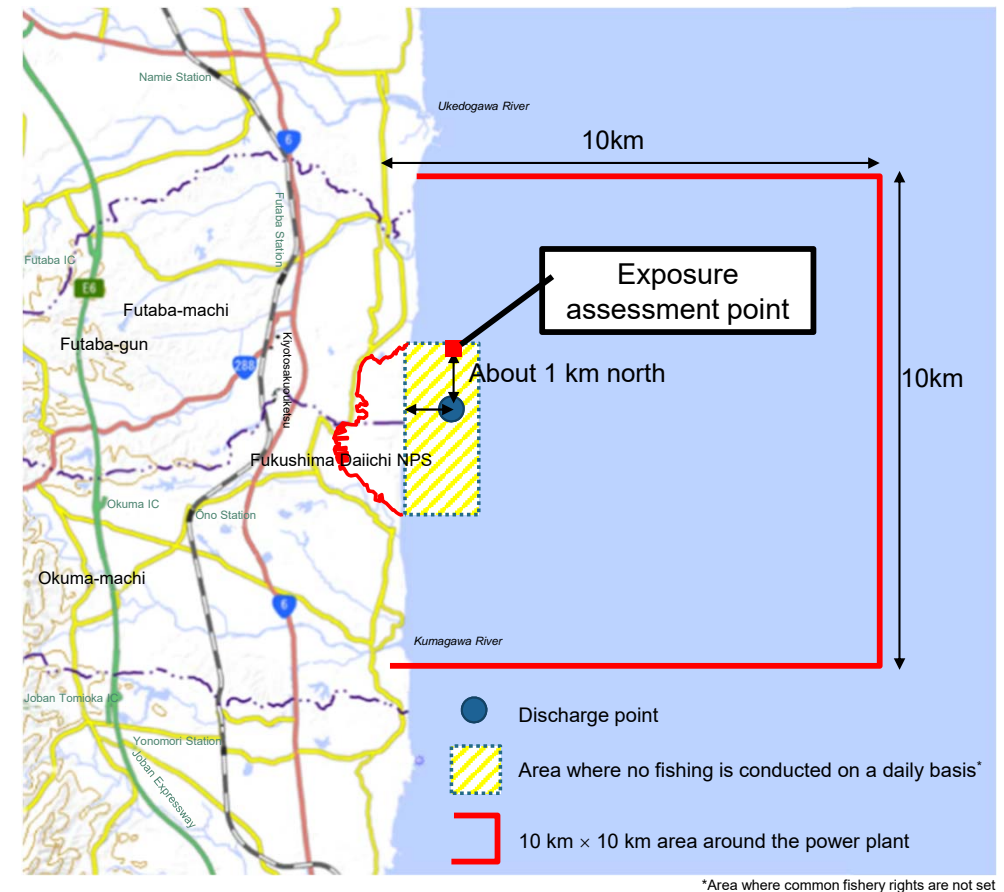 Namie Station
Ukedogawa River
6
10km
Futaba Station
Futaba IC
E6
Exposure
assessment point
Futaba-machi
Kiyotosakuouketsu
Futaba-gun
288
About 1 km north
10km
Fukushima Daiichi NPS
Okuma IC
Ōno Station
Okuma-machi
6
Kumagawa River
Joban Tomioka IC
Discharge point
Yonomori Station
Joban Expressway
Area where no fishing is conducted on a daily basis*
10 km × 10 km area around the power plant
*Area where common fishery rights are not set